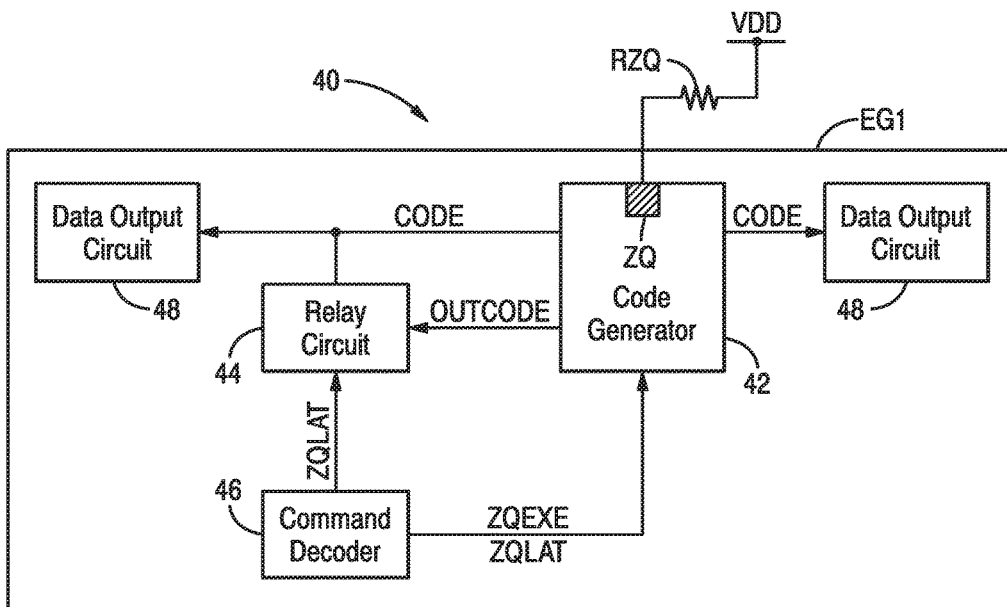 VDD
RZQ
40
EG1
Data Output
Circuit
48
CODE
ZQ
Code
Generator
42
CODE
Data Output
Circuit
48
Relay
Circuit
44
OUTCODE
ZQLAT
46
Command
Decoder
ZQEXE
ZQLAT